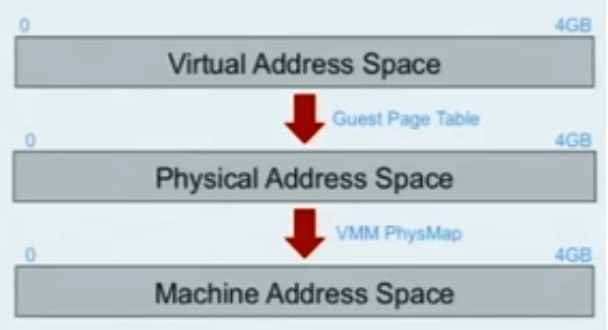 0 4GB
Virtual Address Space
Guest Page Table
0 4GB
Physical Address Space
VMM PhysMap
0 4GB
Machine Address Space